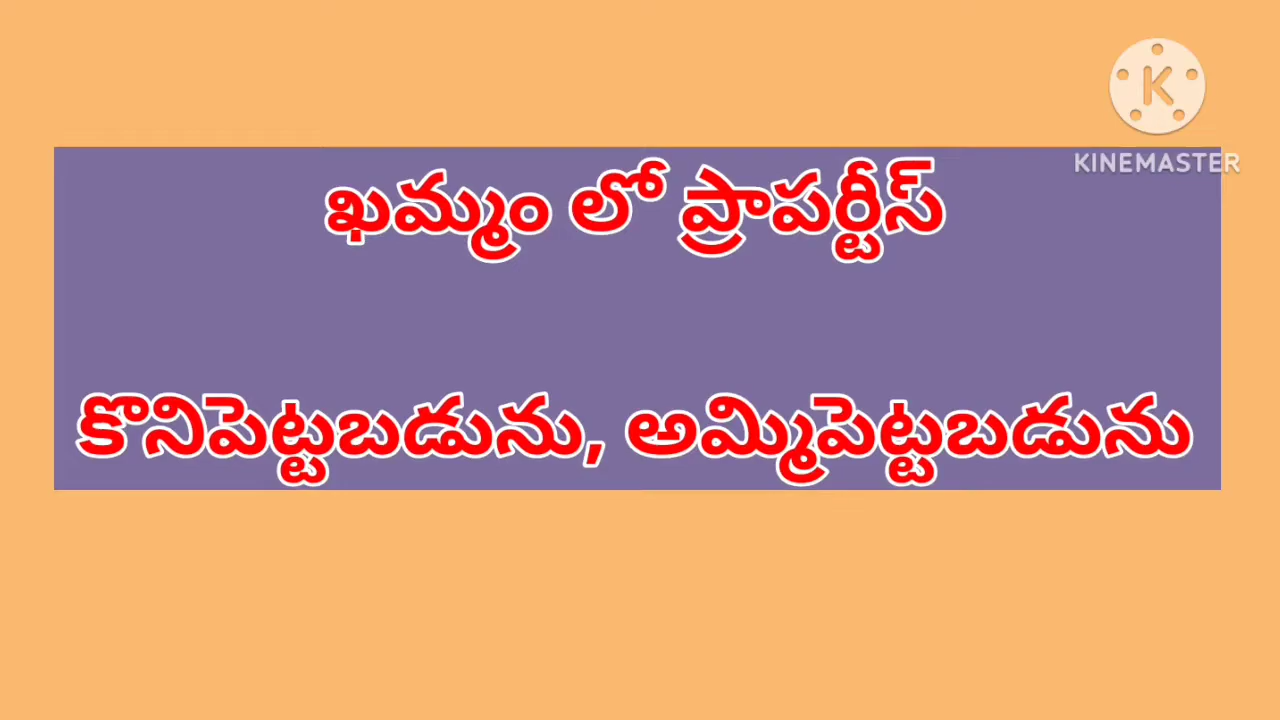 K
KINEMASTER
ఖమ్మం లో ప్రాపర్టీస్
కొనిపెట్టబడును, అమ్మిపెట్టబడును